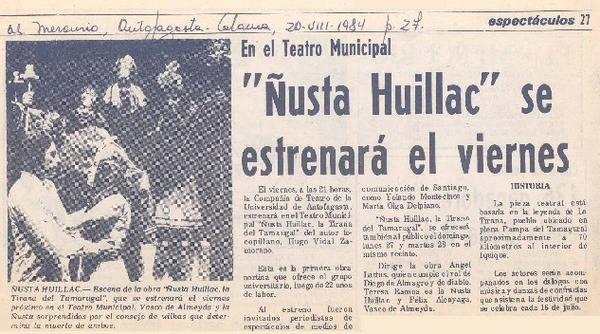 El Mercurio, Antofagasta-Calama, 20-VIII-1984 p. 27.
espectáculos 27
En el Teatro Municipal
"Ñusta Huillac" se
estrenará el viernes
ÑUSTA HUILLAC.— Escena de la obra "Ñusta Huillac, la
Tirana del Tamarugal", que se estrenará el viernes
próximo en el Teatro Municipal. Vasco de Almeyda y la
Ñusta sorprendidos por el consejo de wilkas que deter-
mina la muerte de ambos.
El viernes, a las 21 horas,
la Compañía de Teatro de la
Universidad de Antofagasta,
estrenará en el Teatro Munici-
pal "Ñusta Huillac, la Tirana
del Tamarugal" del autor to-
copillano, Hugo Vidal Za-
morano.
Esta es la primera obra
nortina que ofrece el grupo
universitario, luego de 22 años
de labor.
Al estreno fueron
invitados periodistas de
espectáculos de medios de
comunicación de Santiago,
como Yolanda Montecinos y
María Olga Delpiano.
"Ñusta Huillac, la Tirana
del Tamarugal", se ofrecerá
también al público el domingo,
lunes 27 y martes 28 en el
mismo recinto.
Dirige la obra Angel
Lattus, quien cumple el rol de
Diego de Almagro y de diablo.
Teresa Ramos es la Ñusta
Huillac y Félix Alcayaga,
Vasco de Almeyda.
HISTORIA
La pieza teatral está
basada en la leyenda de La
Tirana, pueblo ubicado en
plena Pampa del Tamarugal
aproximadamente a 70
kilómetros al interior de
Iquique.
Los actores serán acom-
pañados en los diálogos con
música y danzas de cofradías
que asisten a la festividad que
se celebra cada 16 de julio.